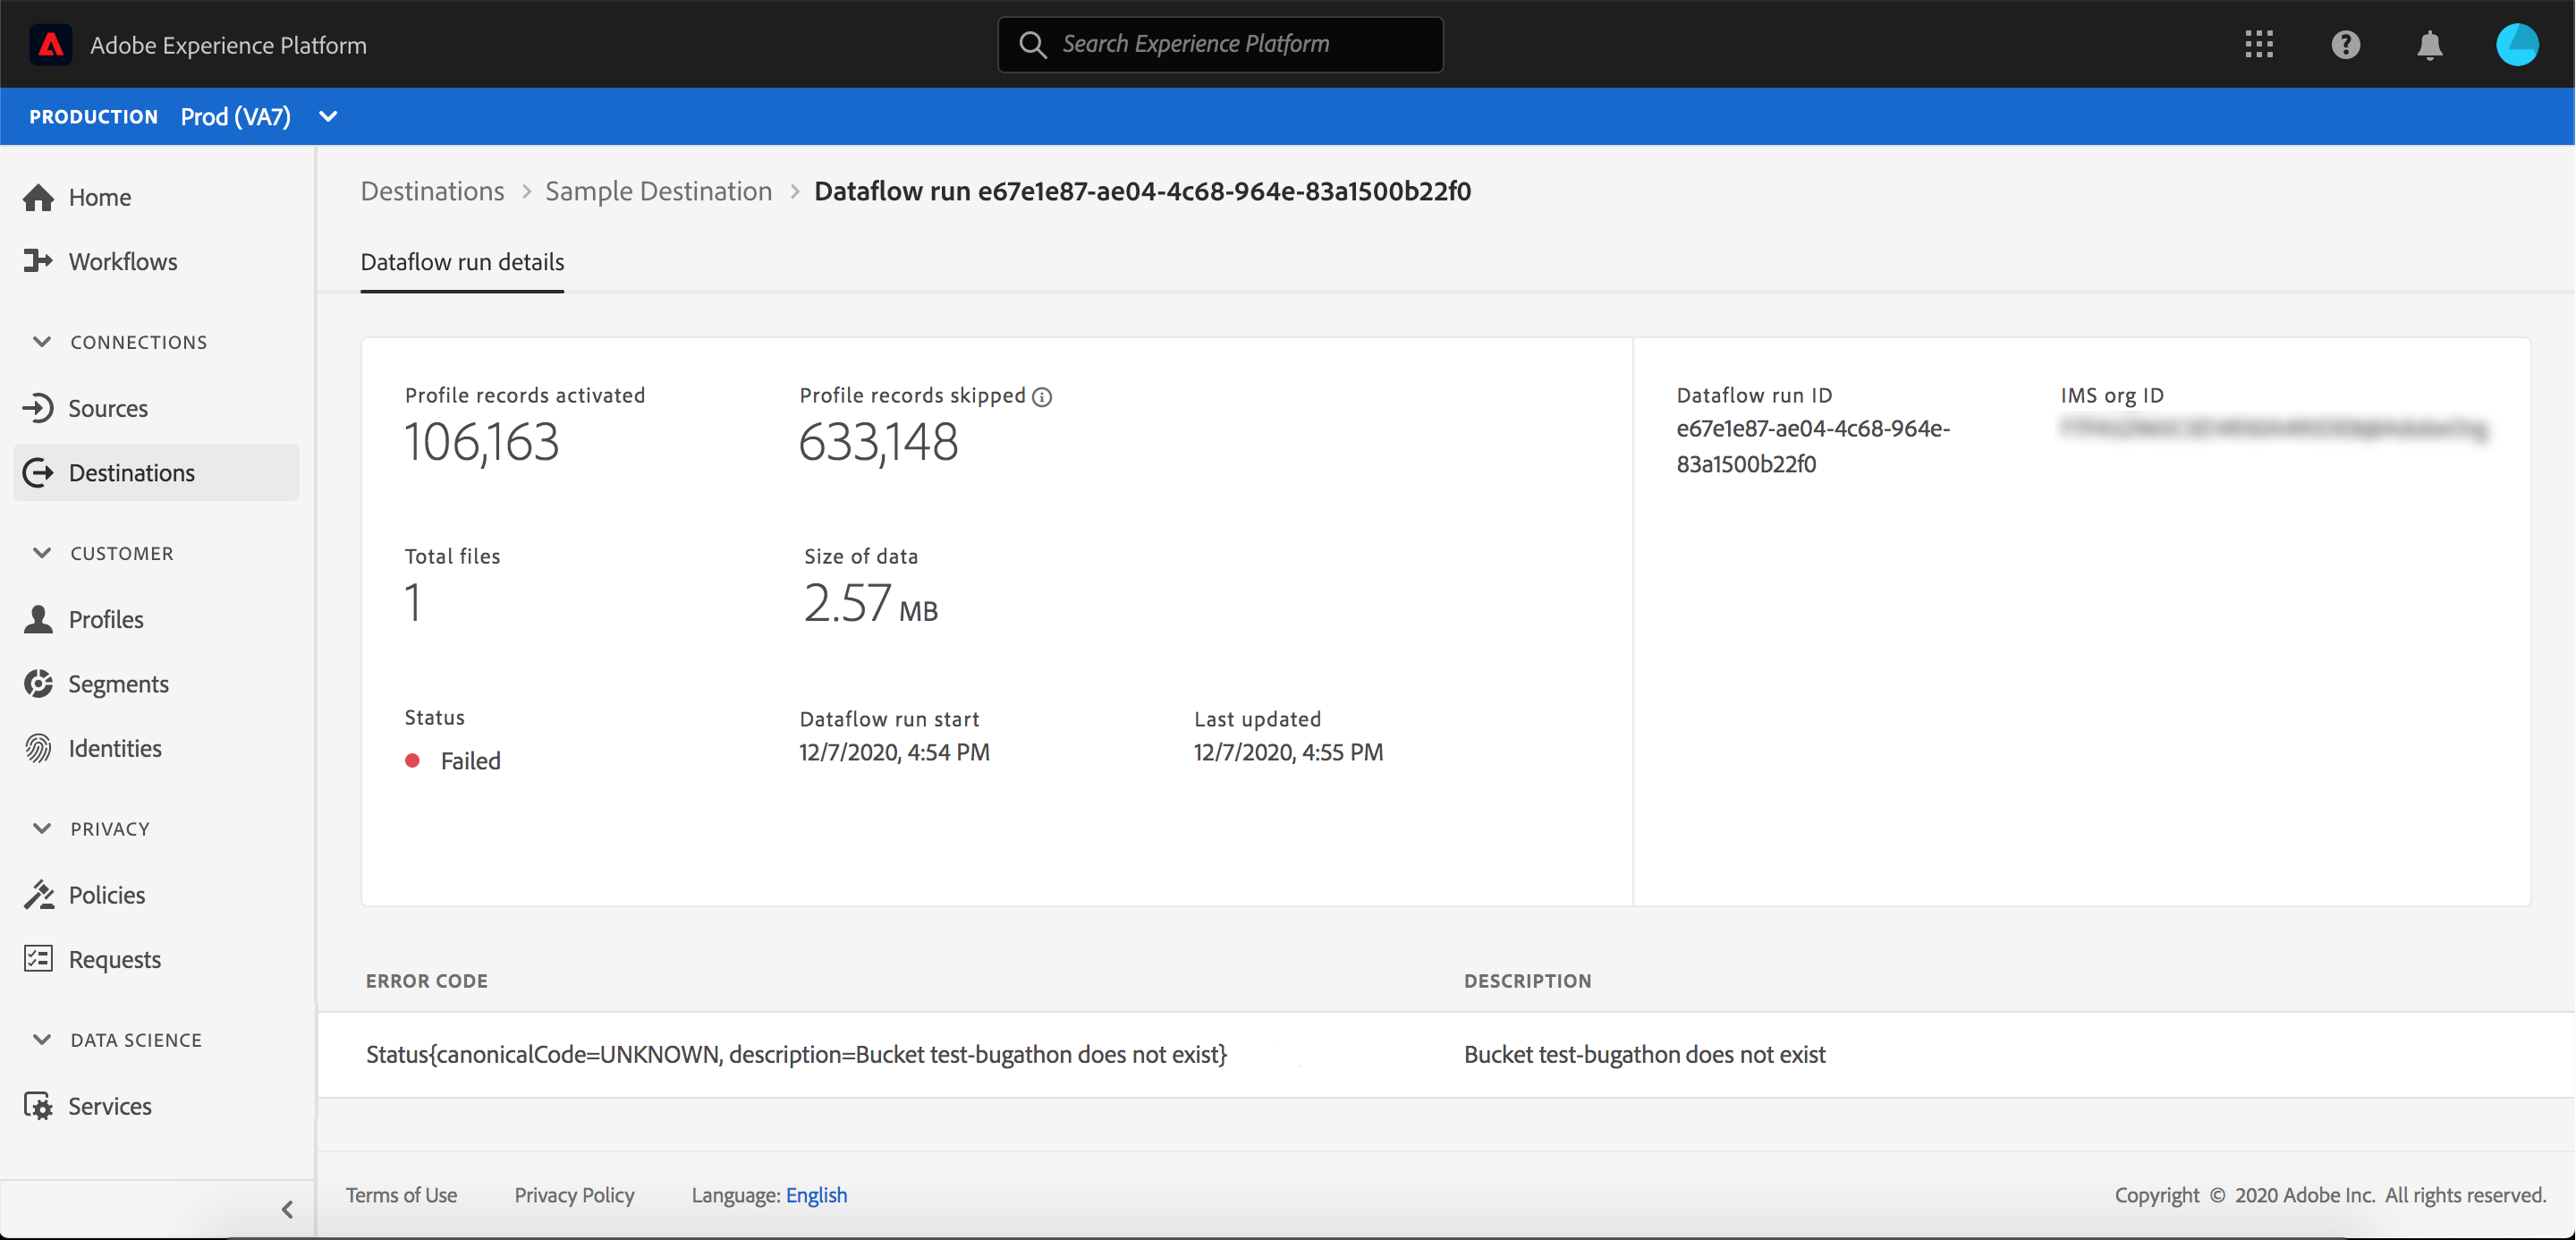 Adobe Experience Platform
Search Experience Platform
PRODUCTION Prod (VA7)
Home
Workflows
CONNECTIONS
Sources
Destinations
CUSTOMER
Profiles
Segments
Identities
PRIVACY
Policies
Requests
DATA SCIENCE
Services
Destinations > Sample Destination > Dataflow run e67e1e87-ae04-4c68-964e-83a1500b22f0
Dataflow run details
Profile records activated
106,163
Profile records skipped
633,148
Total files
1
Size of data
2.57 MB
Status
Failed
Dataflow run start
12/7/2020, 4:54 PM
Last updated
12/7/2020, 4:55 PM
Dataflow run ID
e67e1e87-ae04-4c68-964e-
83a1500b22f0
IMS org ID
ERROR CODE DESCRIPTION
Status{canonicalCode=UNKNOWN, description=Bucket test-bugathon does not exist} Bucket test-bugathon does not exist
Terms of Use Privacy Policy Language: English Copyright © 2020 Adobe Inc. All rights reserved.